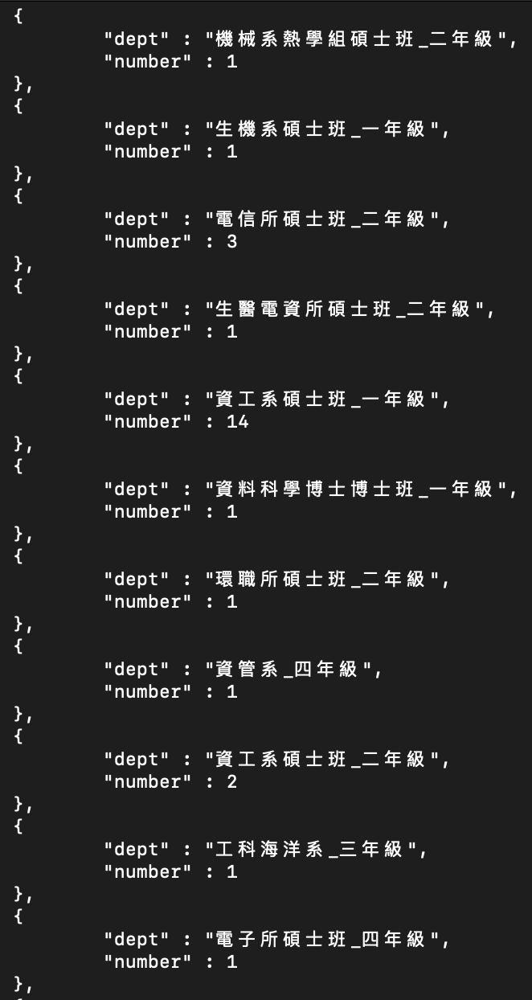 {
"dept" : "機械系熱學組碩士班_二年級",
"number" : 1
},
{
"dept" : "生機系碩士班_一年級",
"number" : 1
},
{
"dept" : "電信所碩士班_二年級",
"number" : 3
},
{
"dept" : "生醫電資所碩士班_二年級",
"number" : 1
},
{
"dept" : "資工系碩士班_一年級",
"number" : 14
},
{
"dept" : "資料科學博士博士班_一年級",
"number" : 1
},
{
"dept" : "環職所碩士班_二年級",
"number" : 1
},
{
"dept" : "資管系_四年級",
"number" : 1
},
{
"dept" : "資工系碩士班_二年級",
"number" : 2
},
{
"dept" : "工科海洋系_三年級",
"number" : 1
},
{
"dept" : "電子所碩士班_四年級",
"number" : 1
},